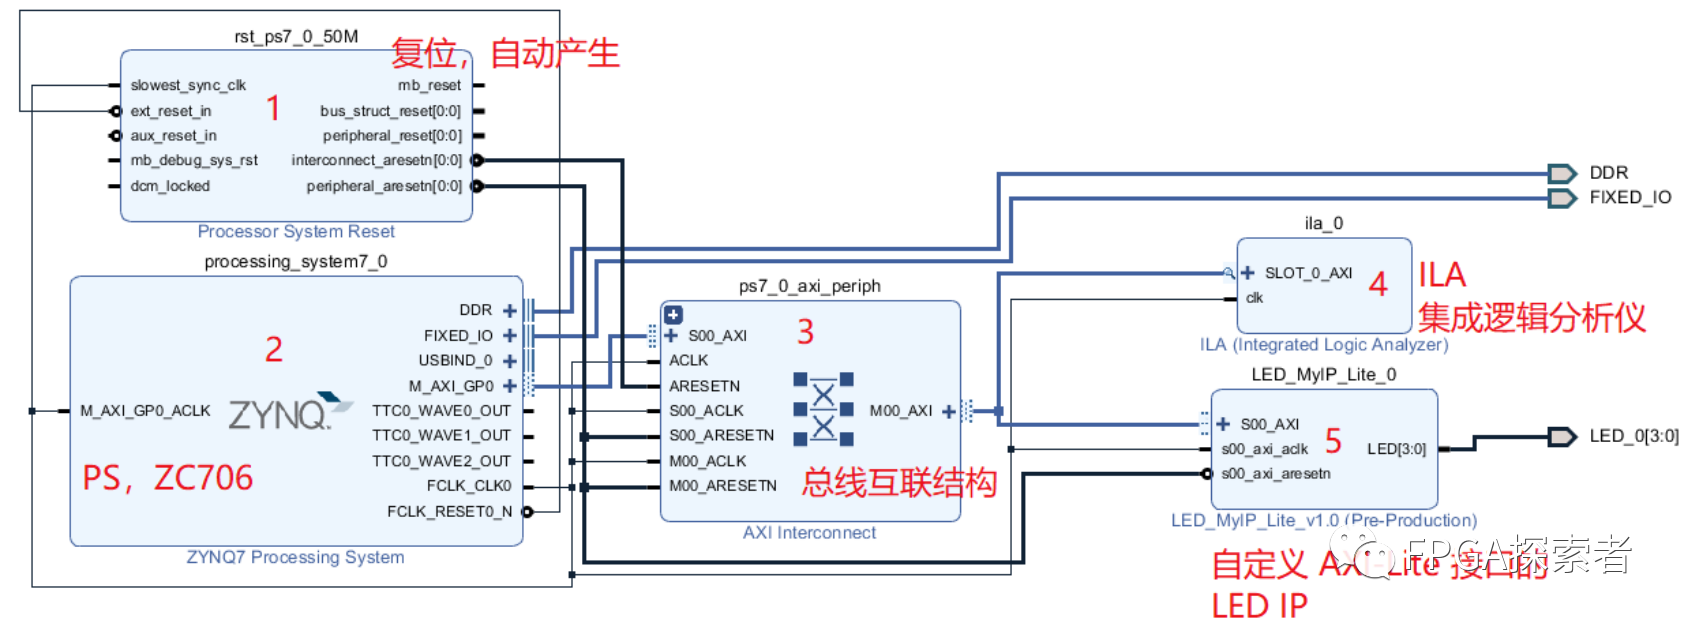 rst_ps7_0_50M
复位，自动产生
slowest_sync_clk
ext_reset_in
aux_reset_in
mb_debug_sys_rst
dcm_locked
1
mb_reset
bus_struct_reset[0:0]
peripheral_reset[0:0]
interconnect_aresetn[0:0]
peripheral_aresetn[0:0]
Processor System Reset
processing_system7_0
M_AXI_GP0_ACLK
2
ZYNQ
PS，ZC706
DDR
FIXED_IO
USBIND_0
M_AXI_GP0
TTC0_WAVE0_OUT
TTC0_WAVE1_OUT
TTC0_WAVE2_OUT
FCLK_CLK0
FCLK_RESET0_N
ZYNQ7 Processing System
ps7_0_axi_periph
S00_AXI
ACLK
ARESETN
S00_ACLK
S00_ARESETN
M00_ACLK
M00_ARESETN
3
M00_AXI
总线互联结构
AXI Interconnect
DDR
FIXED_IO
ila_0
SLOT_0_AXI
clk
4
ILA
集成逻辑分析仪
ILA (Integrated Logic Analyzer)
LED_MyIP_Lite_0
S00_AXI
s00_axi_aclk
s00_axi_aresetn
5
LED[3:0]
LED_0[3:0]
LED_MyIP_Lite_v1.0 (Pre-Production)
自定义 AXI-Lite 接口的
LED IP
FPGA探索者